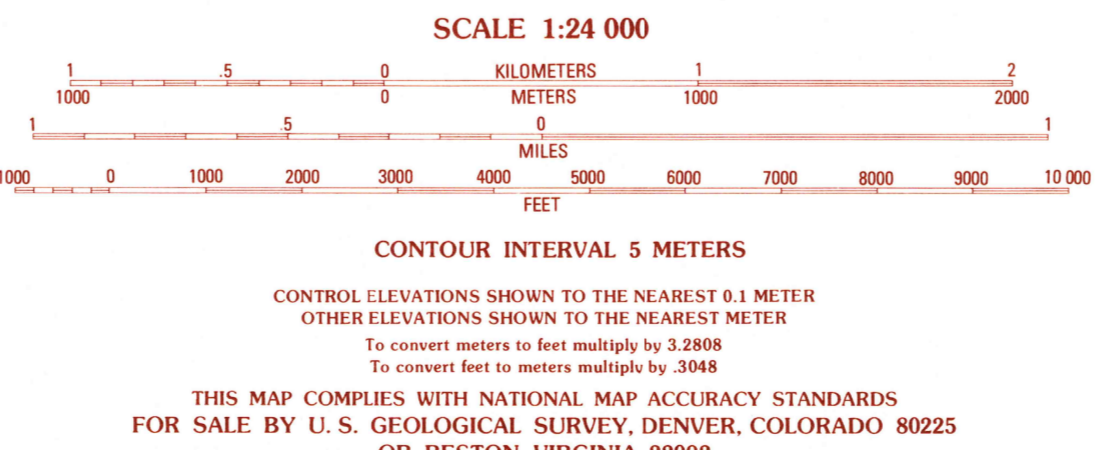 SCALE 1:24 000
1 .5 0 KILOMETERS 1 2
1000 0 METERS 1000 2000
1 .5 0 1
MILES
1000 0 1000 2000 3000 4000 5000 6000 7000 8000 9000 10 000
FEET
CONTOUR INTERVAL 5 METERS
CONTROL ELEVATIONS SHOWN TO THE NEAREST 0.1 METER
OTHER ELEVATIONS SHOWN TO THE NEAREST METER
To convert meters to feet multiply by 3.2808
To convert feet to meters multiply by .3048
THIS MAP COMPLIES WITH NATIONAL MAP ACCURACY STANDARDS
FOR SALE BY U. S. GEOLOGICAL SURVEY, DENVER, COLORADO 80225
OR RESTON, VIRGINIA